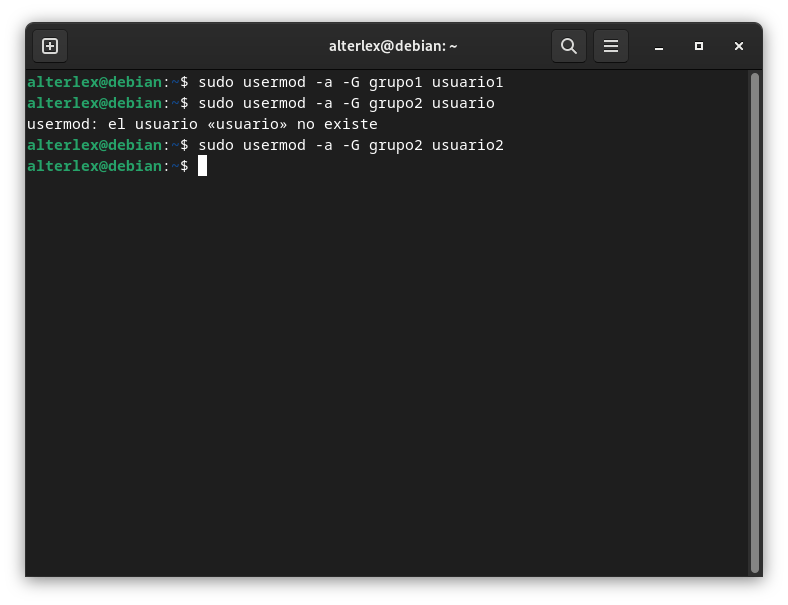 alterlex@debian: ~
alterlex@debian:~$ sudo usermod -a -G grupo1 usuario1
alterlex@debian:~$ sudo usermod -a -G grupo2 usuario
usermod: el usuario «usuario» no existe
alterlex@debian:~$ sudo usermod -a -G grupo2 usuario2
alterlex@debian:~$